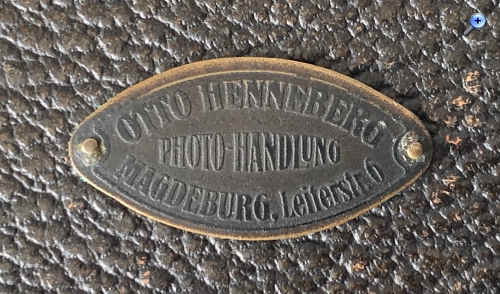 OTTO HENNEBERG
PHOTO-HANDLUNG
MAGDEBURG, Leiterstr. 6